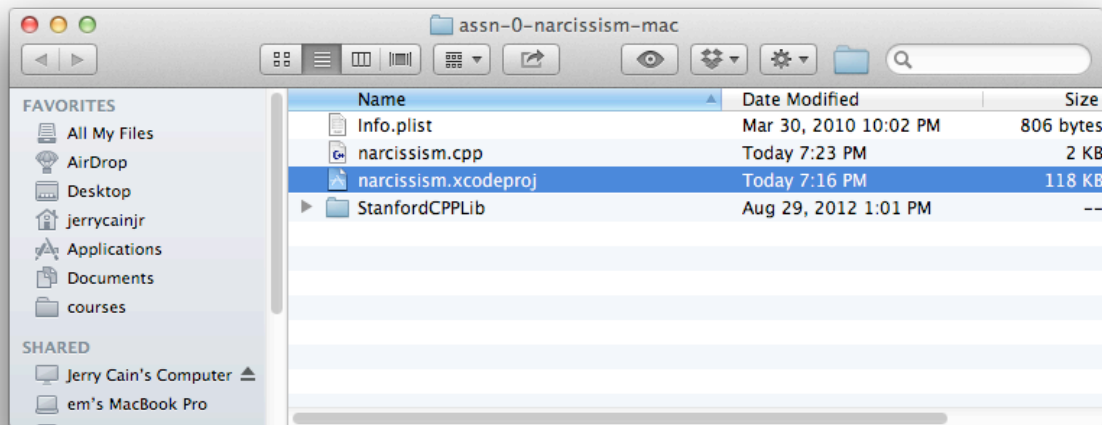 assn-0-narcissism-mac
FAVORITES
All My Files
AirDrop
Desktop
jerrycainjr
Applications
Documents
courses
SHARED
Jerry Cain's Computer
em's MacBook Pro
Name Date Modified Size
Info.plist Mar 30, 2010 10:02 PM 806 bytes
narcissism.cpp Today 7:23 PM 2 KB
narcissism.xcodeproj Today 7:16 PM 118 KB
StanfordCPPLib Aug 29, 2012 1:01 PM --